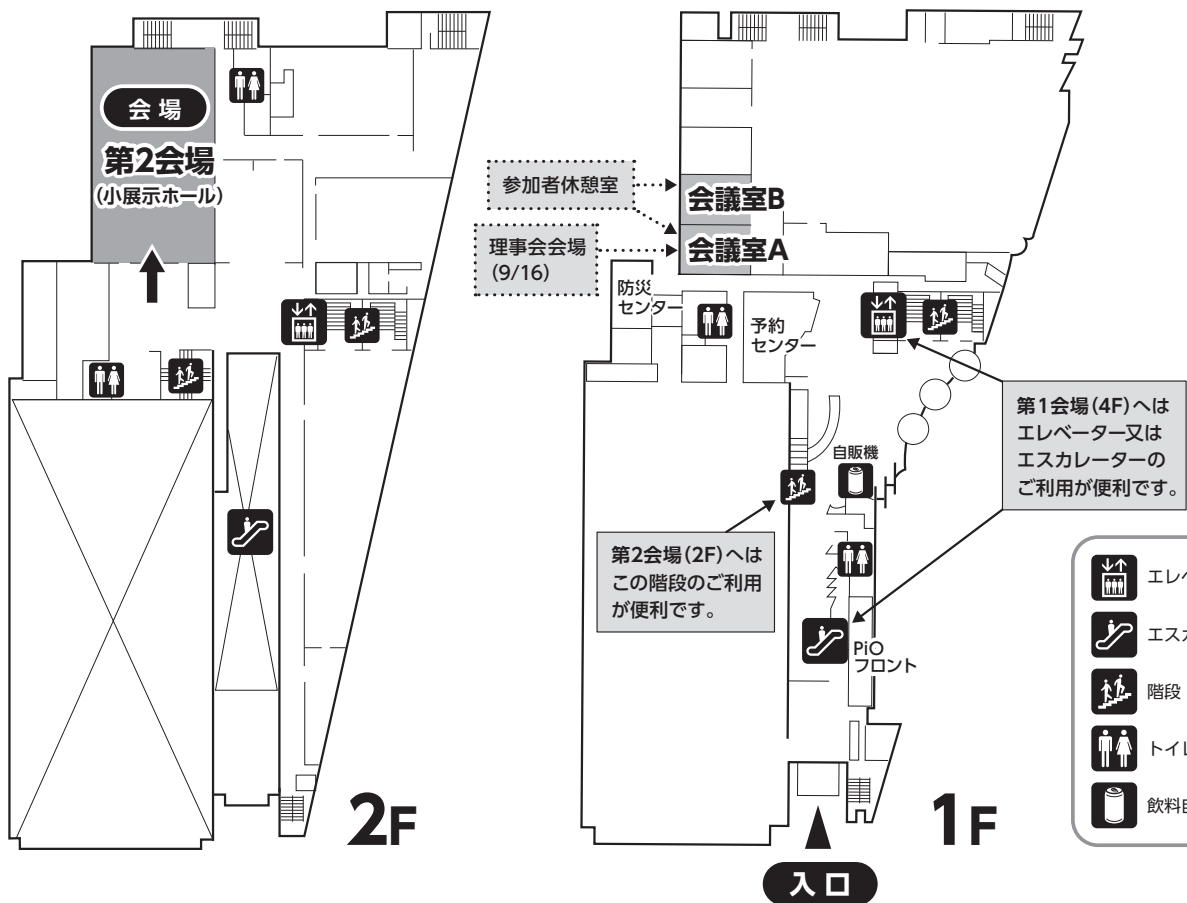 会場
第2会場
(小展示ホール)
2F
参加者休憩室
会議室B
理事会会場
(9/16)
会議室A
防災
センター
予約
センター
第1会場(4F)へは
エレベーター又は
エスカレーターの
ご利用が便利です。
自販機
第2会場(2F)へは
この階段のご利用
が便利です。
PiO
フロント
1F
入口
エレベ
エスカ
階段
トイレ
飲料自